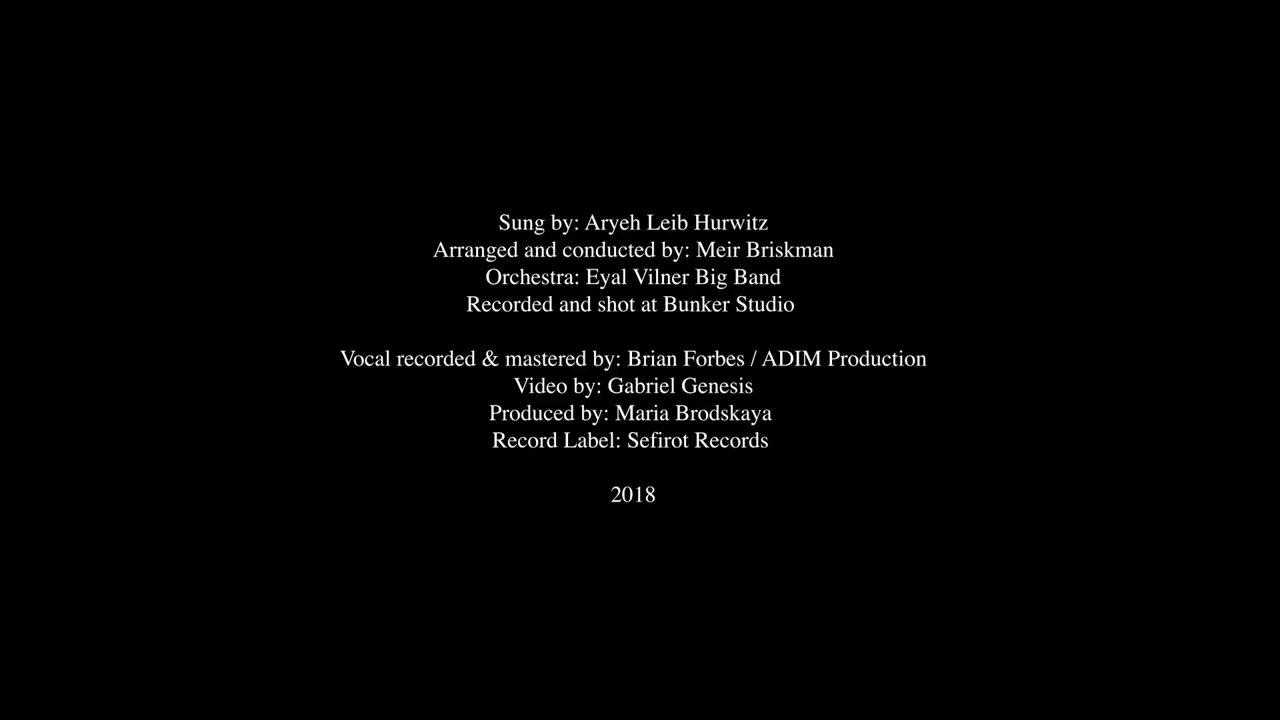 Sung by: Aryeh Leib Hurwitz
Arranged and conducted by: Meir Briskman
Orchestra: Eyal Vilner Big Band
Recorded and shot at Bunker Studio
Vocal recorded & mastered by: Brian Forbes / ADIM Production
Video by: Gabriel Genesis
Produced by: Maria Brodskaya
Record Label: Sefirot Records
2018